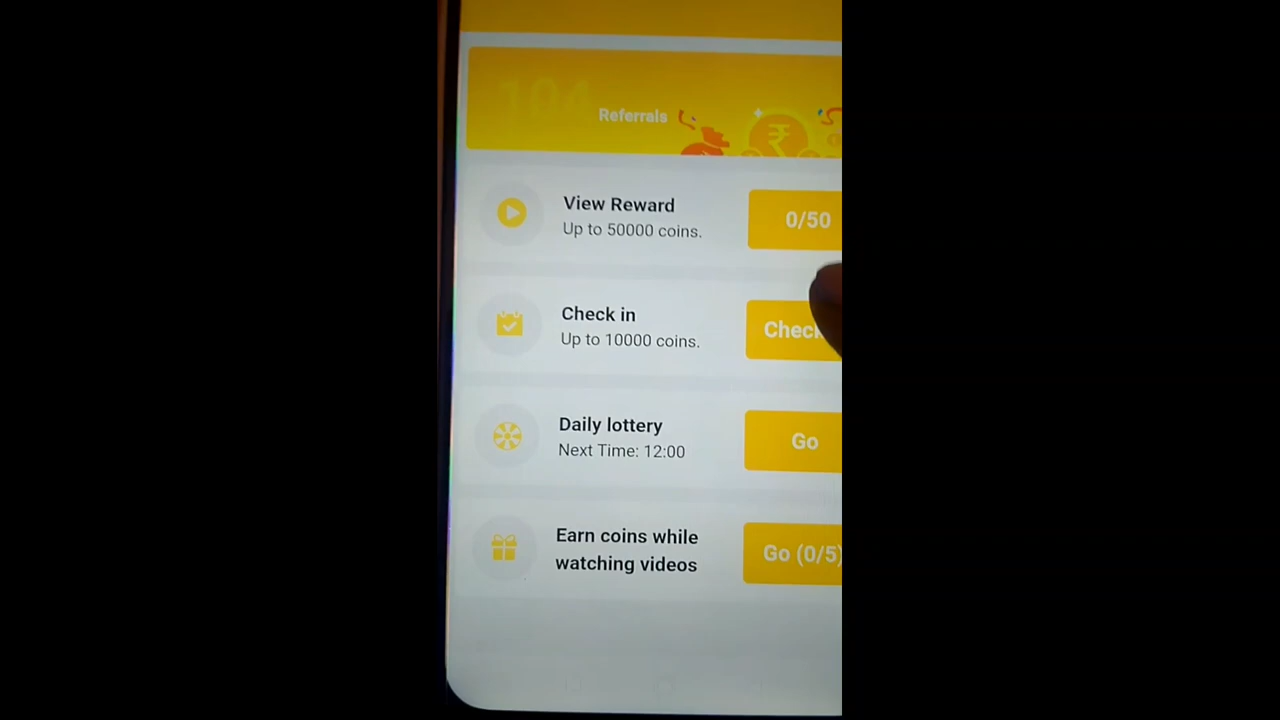 104
Referrals
View Reward
Up to 50000 coins.
0/50
Check in
Up to 10000 coins.
Check
Daily lottery
Next Time: 12:00
Go
Earn coins while
watching videos
Go (0/5)